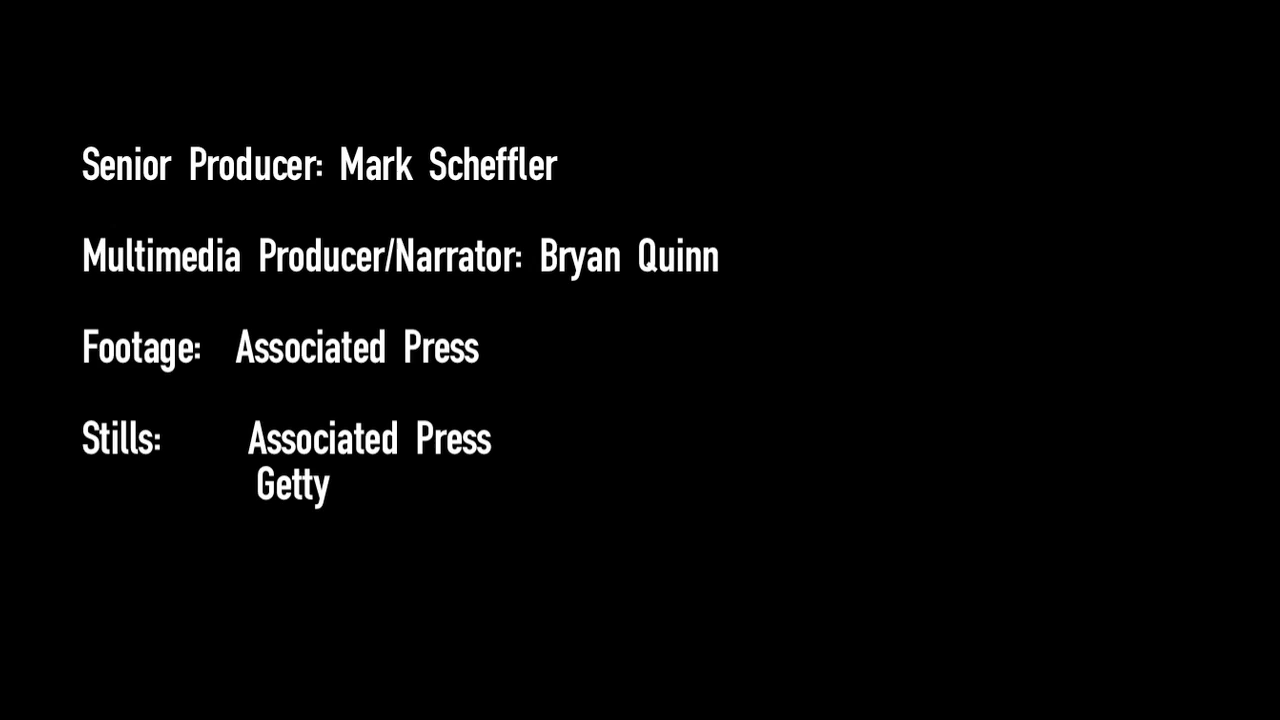 Senior Producer: Mark Scheffler
Multimedia Producer/Narrator: Bryan Quinn
Footage: Associated Press
Stills: Associated Press
Getty